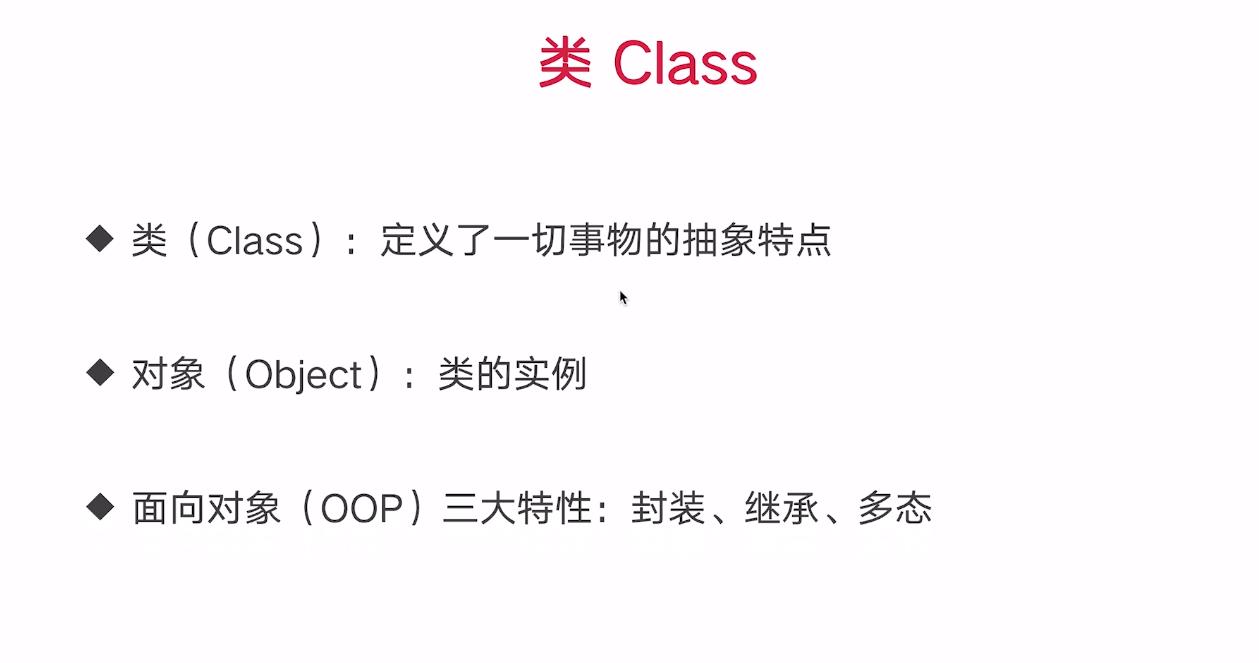 类 Class
◆ 类（Class）：定义了一切事物的抽象特点
◆ 对象（Object）：类的实例
◆ 面向对象（OOP）三大特性：封装、继承、多态